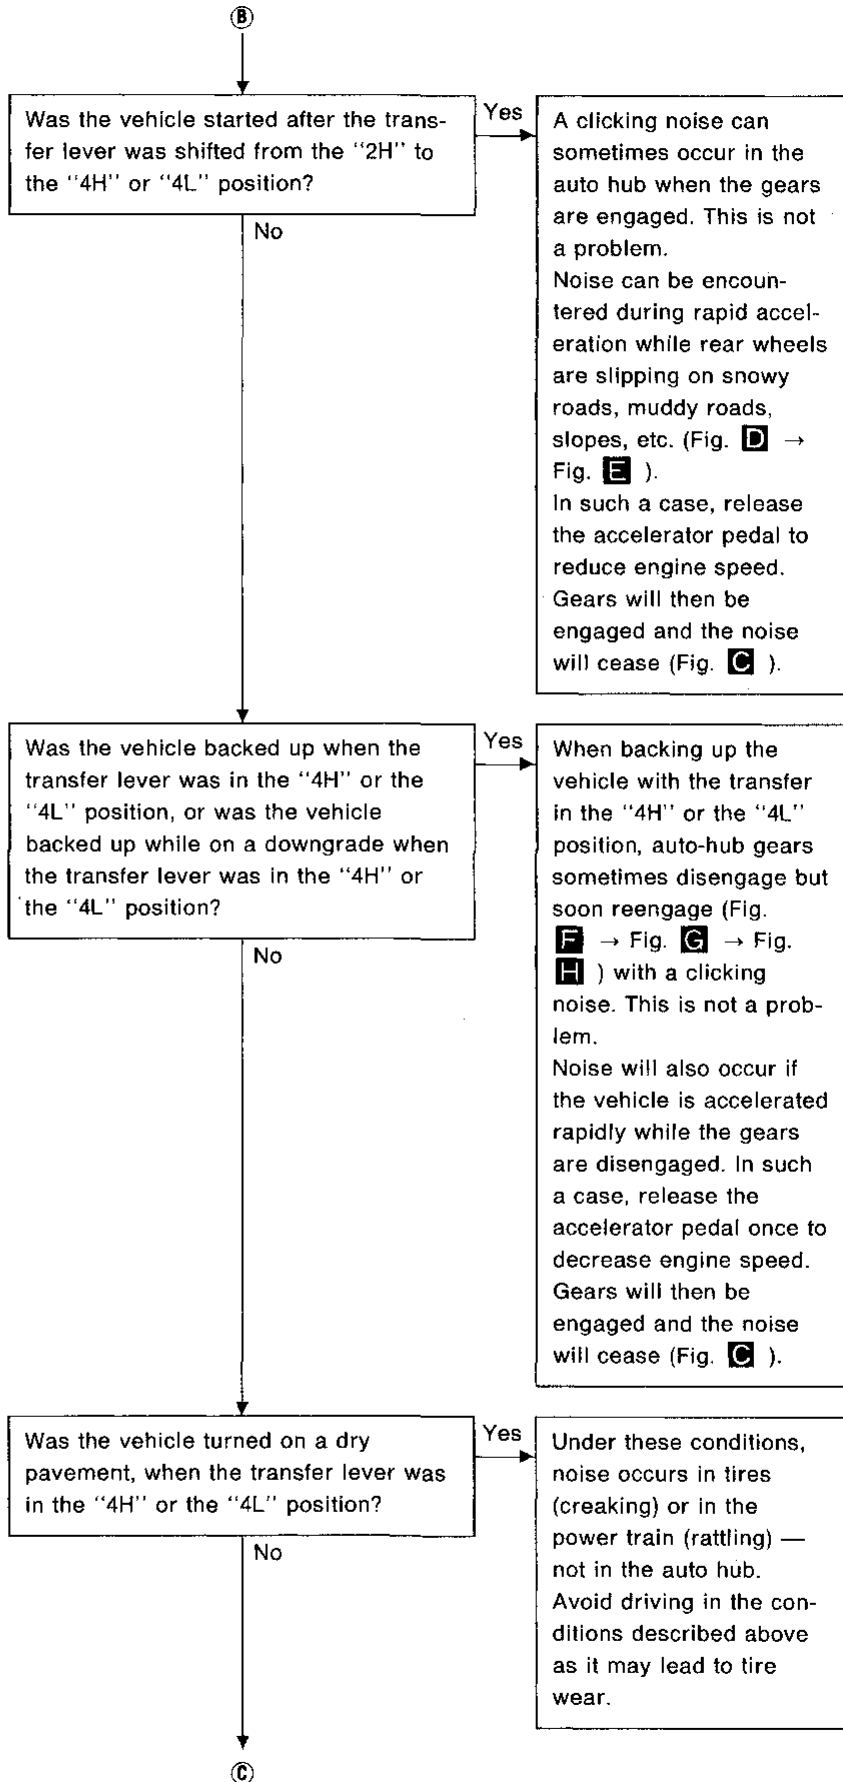 B
Was the vehicle started after the trans-
fer lever was shifted from the "2H" to
the "4H" or "4L" position?
Yes
A clicking noise can
sometimes occur in the
auto hub when the gears
are engaged. This is not
a problem.
Noise can be encoun-
tered during rapid accel-
eration while rear wheels
are slipping on snowy
roads, muddy roads,
slopes, etc. (Fig. D →
Fig. E ).
In such a case, release
the accelerator pedal to
reduce engine speed.
Gears will then be
engaged and the noise
will cease (Fig. C ).
No
Was the vehicle backed up when the
transfer lever was in the "4H" or the
"4L" position, or was the vehicle
backed up while on a downgrade when
the transfer lever was in the "4H" or
the "4L" position?
Yes
When backing up the
vehicle with the transfer
in the "4H" or the "4L"
position, auto-hub gears
sometimes disengage but
soon reengage (Fig.
F → Fig. G → Fig.
H ) with a clicking
noise. This is not a prob-
lem.
Noise will also occur if
the vehicle is accelerated
rapidly while the gears
are disengaged. In such
a case, release the
accelerator pedal once to
decrease engine speed.
Gears will then be
engaged and the noise
will cease (Fig. C ).
No
Was the vehicle turned on a dry
pavement, when the transfer lever was
in the "4H" or the "4L" position?
Yes
Under these conditions,
noise occurs in tires
(creaking) or in the
power train (rattling) —
not in the auto hub.
Avoid driving in the con-
ditions described above
as it may lead to tire
wear.
No
C